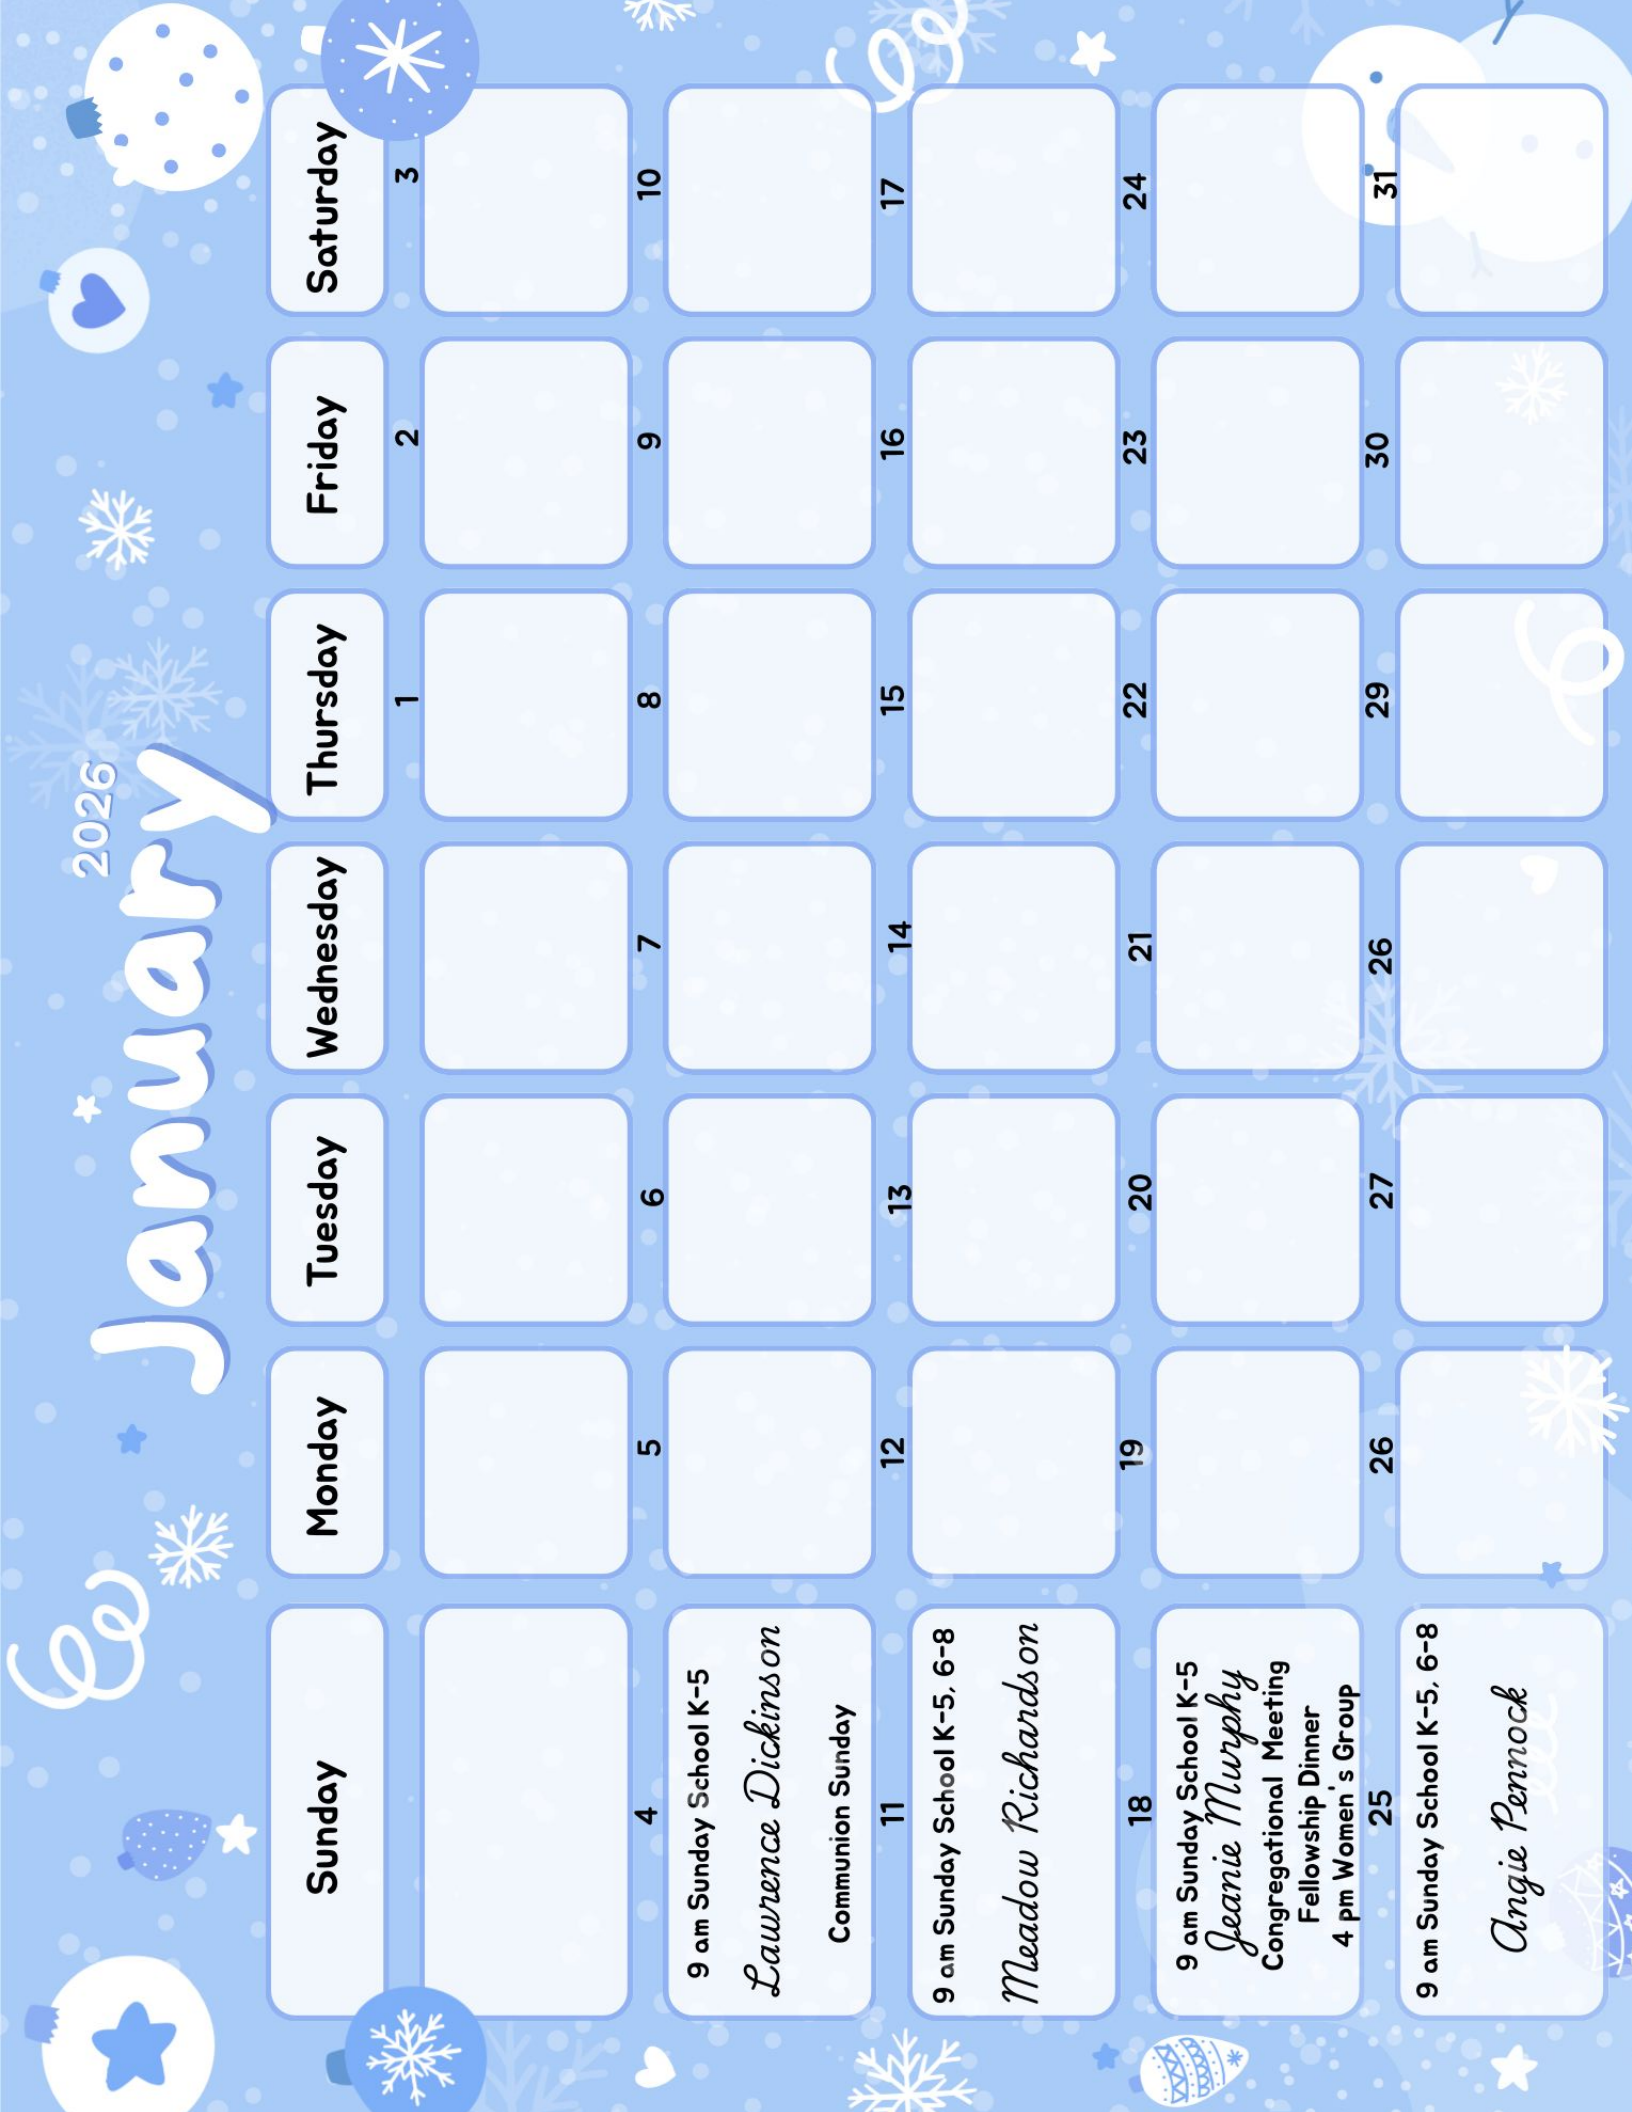 2026
January
Sunday Monday Tuesday Wednesday Thursday Friday Saturday
1 2 3
4 5 6 7 8 9 10
9 am Sunday School K-5
Lawrence Dickinson
Communion Sunday
11 12 13 14 15 16 17
9 am Sunday School K-5, 6-8
Meadow Richardson
18 19 20 21 22 23 24
9 am Sunday School K-5
Jeanie Murphy
Congregational Meeting
Fellowship Dinner
4 pm Women's Group
25 26 27 26 29 30 31
9 am Sunday School K-5, 6-8
Angie Pennock